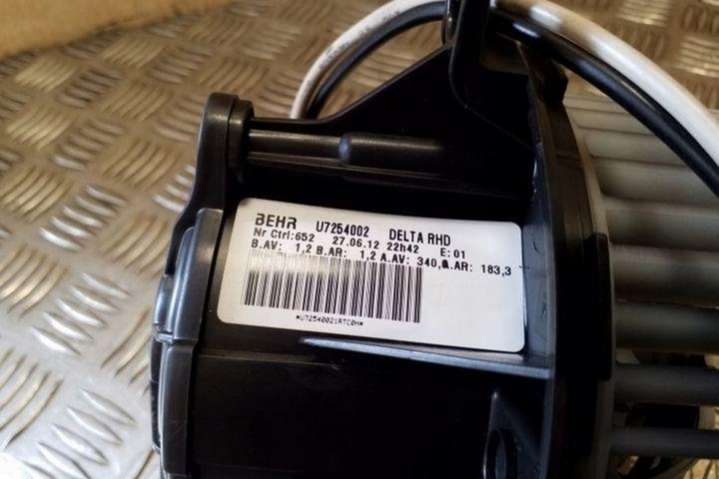 BEHR U7254002 DELTA RHD
Nr Ctrl:652 27.06.12 22h42 E:01
B.AV: 1,2 B.AR: 1,2 A.AV: 340, A.AR: 183,3
*U72540021RTC0H*